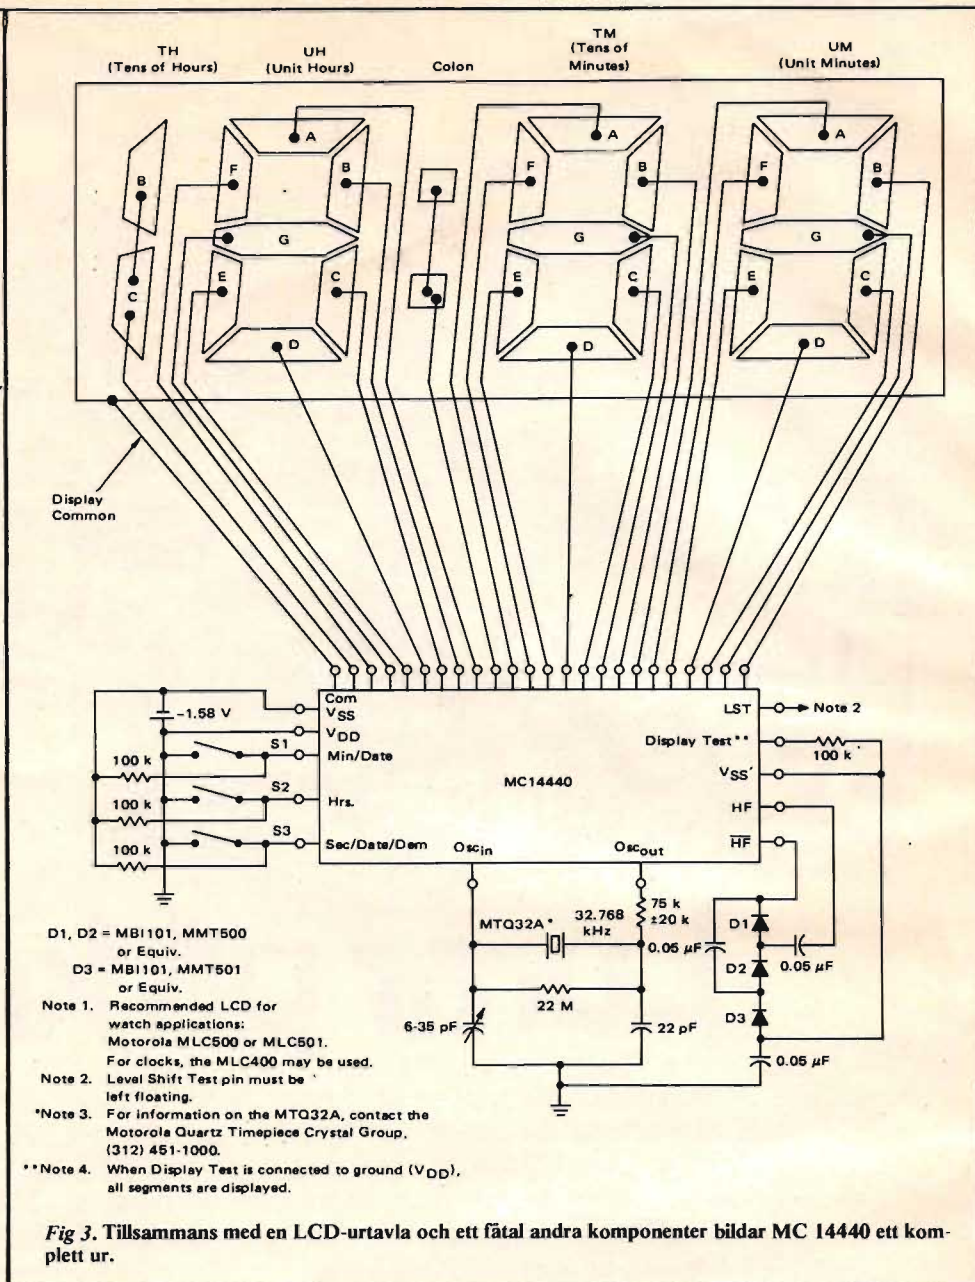 TH
(Tens of Hours)
UH
(Unit Hours)
Colon
TM
(Tens of
Minutes)
UM
(Unit Minutes)
B
C
A
F
B
G
E
C
D
A
F
B
G
E
C
D
A
F
B
G
E
C
D
Display
Common
Com
VSS
–1.58 V
VDD
S1
Min/Date
100 k
S2
Hrs.
100 k
S3
Sec/Date/Dem
100 k
MC14440
Oscin
Oscout
LST
Note 2
Display Test**
100 k
VSS'
HF
H̅F̅
75 k
±20 k
MTQ32A*
32.768
kHz
22 M
6-35 pF
22 pF
0.05 µF
D1
D2
0.05 µF
D3
0.05 µF
D1, D2 = MBI101, MMT500
or Equiv.
D3 = MBI101, MMT501
or Equiv.
Note 1. Recommended LCD for
watch applications:
Motorola MLC500 or MLC501.
For clocks, the MLC400 may be used.
Note 2. Level Shift Test pin must be
left floating.
*Note 3. For information on the MTQ32A, contact the
Motorola Quartz Timepiece Crystal Group,
(312) 451-1000.
**Note 4. When Display Test is connected to ground (VDD),
all segments are displayed.
Fig 3. Tillsammans med en LCD-urtavla och ett fåtal andra komponenter bildar MC 14440 ett kom-
plett ur.